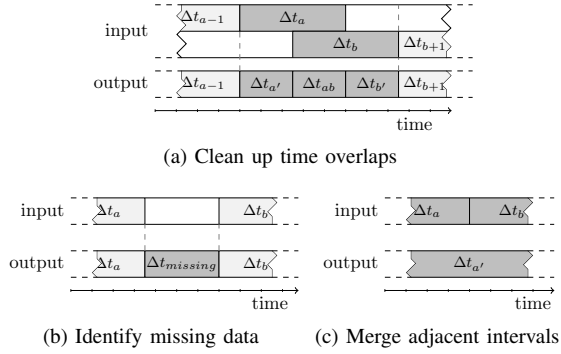 Δt_{a−1} Δt_a
input
Δt_b Δt_{b+1}
output Δt_{a−1} Δt_{a′} Δt_{ab} Δt_{b′} Δt_{b+1}
time
(a) Clean up time overlaps
input Δt_a Δt_b
output Δt_a Δt_{missing} Δt_b
time
(b) Identify missing data
input Δt_a Δt_b
output Δt_{a′}
time
(c) Merge adjacent intervals